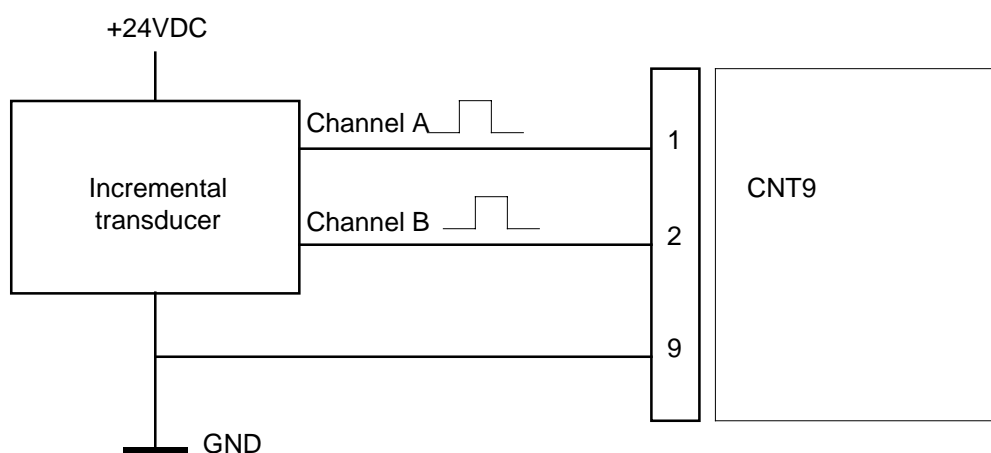 +24VDC
Channel A
1
Incremental
transducer
CNT9
Channel B
2
9
GND